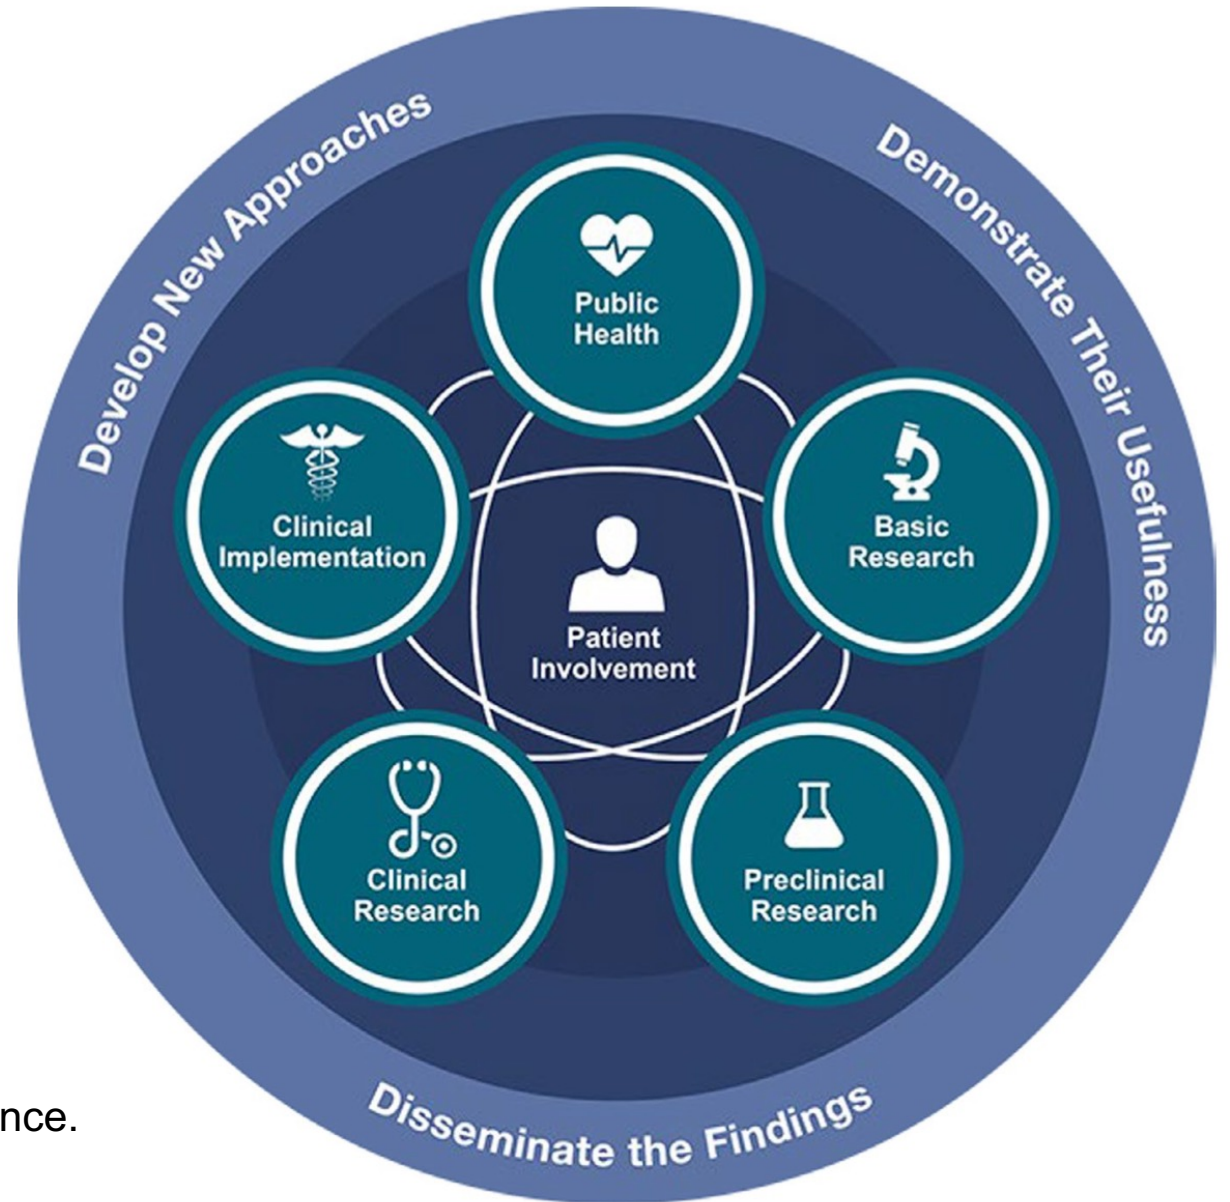 Develop New Approaches
Demonstrate Their Usefulness
Public
Health
Clinical
Implementation
Basic
Research
Patient
Involvement
Clinical
Research
Preclinical
Research
Disseminate the Findings
nce.